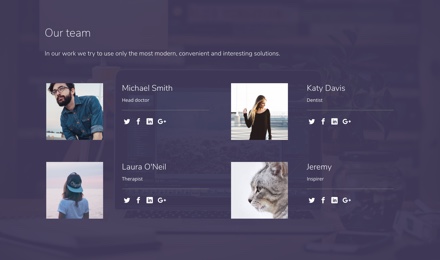 Our team
In our work we try to use only the most modern, convenient and interesting solutions.
Michael Smith
Head doctor
Katy Davis
Dentist
Laura O'Neil
Therapist
Jeremy
Inspirer